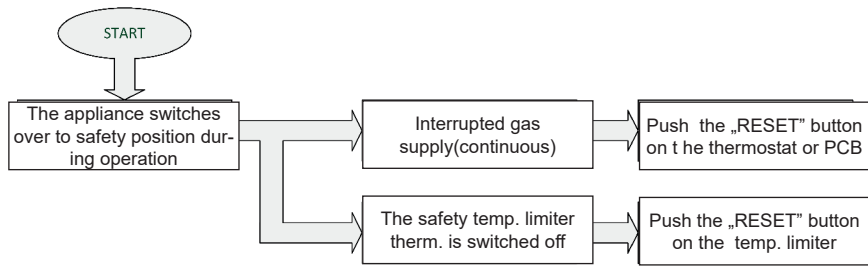 START
The appliance switches
over to safety position dur-
ing operation
Interrupted gas
supply(continuous)
Push the „RESET” button
on t he thermostat or PCB
The safety temp. limiter
therm. is switched off
Push the „RESET” button
on the temp. limiter